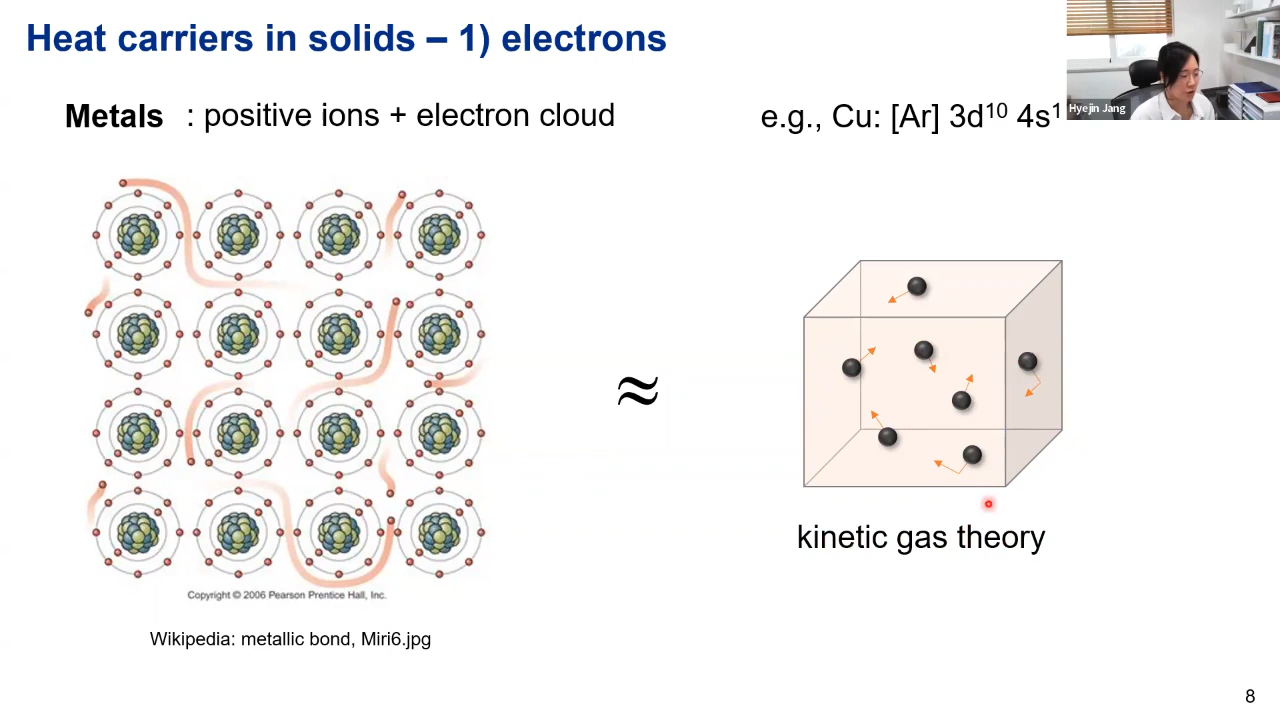 Heat carriers in solids – 1) electrons
Hyejin Jang
Metals : positive ions + electron cloud
e.g., Cu: [Ar] 3d¹⁰ 4s¹
≈
kinetic gas theory
Copyright © 2006 Pearson Prentice Hall, Inc.
Wikipedia: metallic bond, Miri6.jpg
8